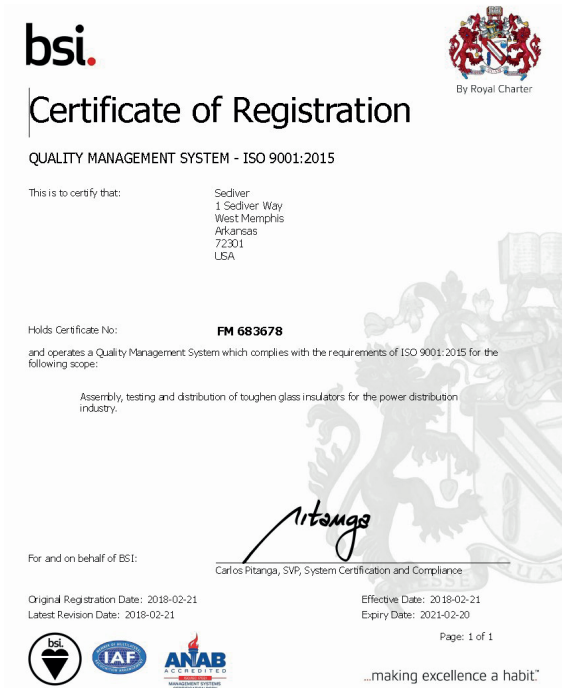 bsi.
By Royal Charter
Certificate of Registration
QUALITY MANAGEMENT SYSTEM - ISO 9001:2015
This is to certify that:
Sediver
1 Sediver Way
West Memphis
Arkansas
72301
USA
Holds Certificate No:
FM 683678
and operates a Quality Management System which complies with the requirements of ISO 9001:2015 for the
following scope:
Assembly, testing and distribution of toughen glass insulators for the power distribution
industry.
Pitanga
For and on behalf of BSI:
Carlos Pitanga, SVP, System Certification and Compliance
Original Registration Date: 2018-02-21
Effective Date: 2018-02-21
Latest Revision Date: 2018-02-21
Expiry Date: 2021-02-20
Page: 1 of 1
bsi.
IAF
ANAB
ACCREDITED
MANAGEMENT SYSTEMS
...making excellence a habit.™